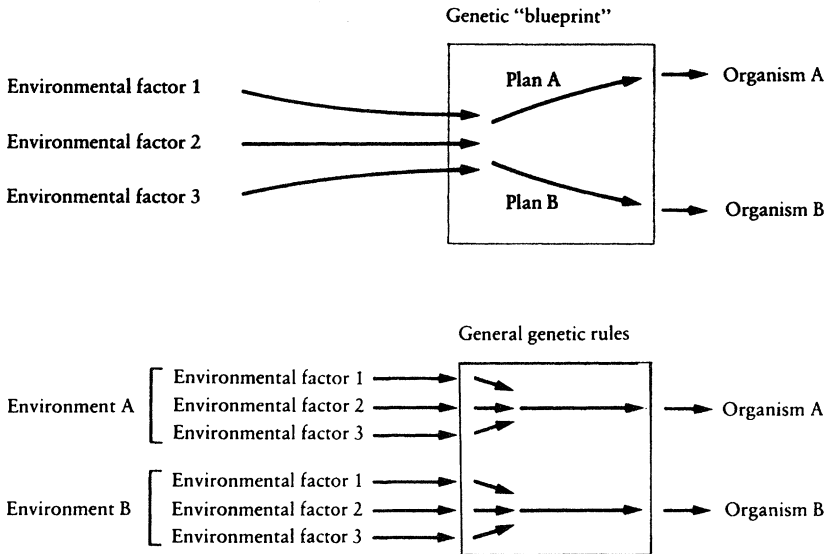 Genetic “blueprint”
Environmental factor 1
Plan A
Organism A
Environmental factor 2
Environmental factor 3
Plan B
Organism B
General genetic rules
Environment A
Environmental factor 1
Environmental factor 2
Environmental factor 3
Organism A
Environment B
Environmental factor 1
Environmental factor 2
Environmental factor 3
Organism B